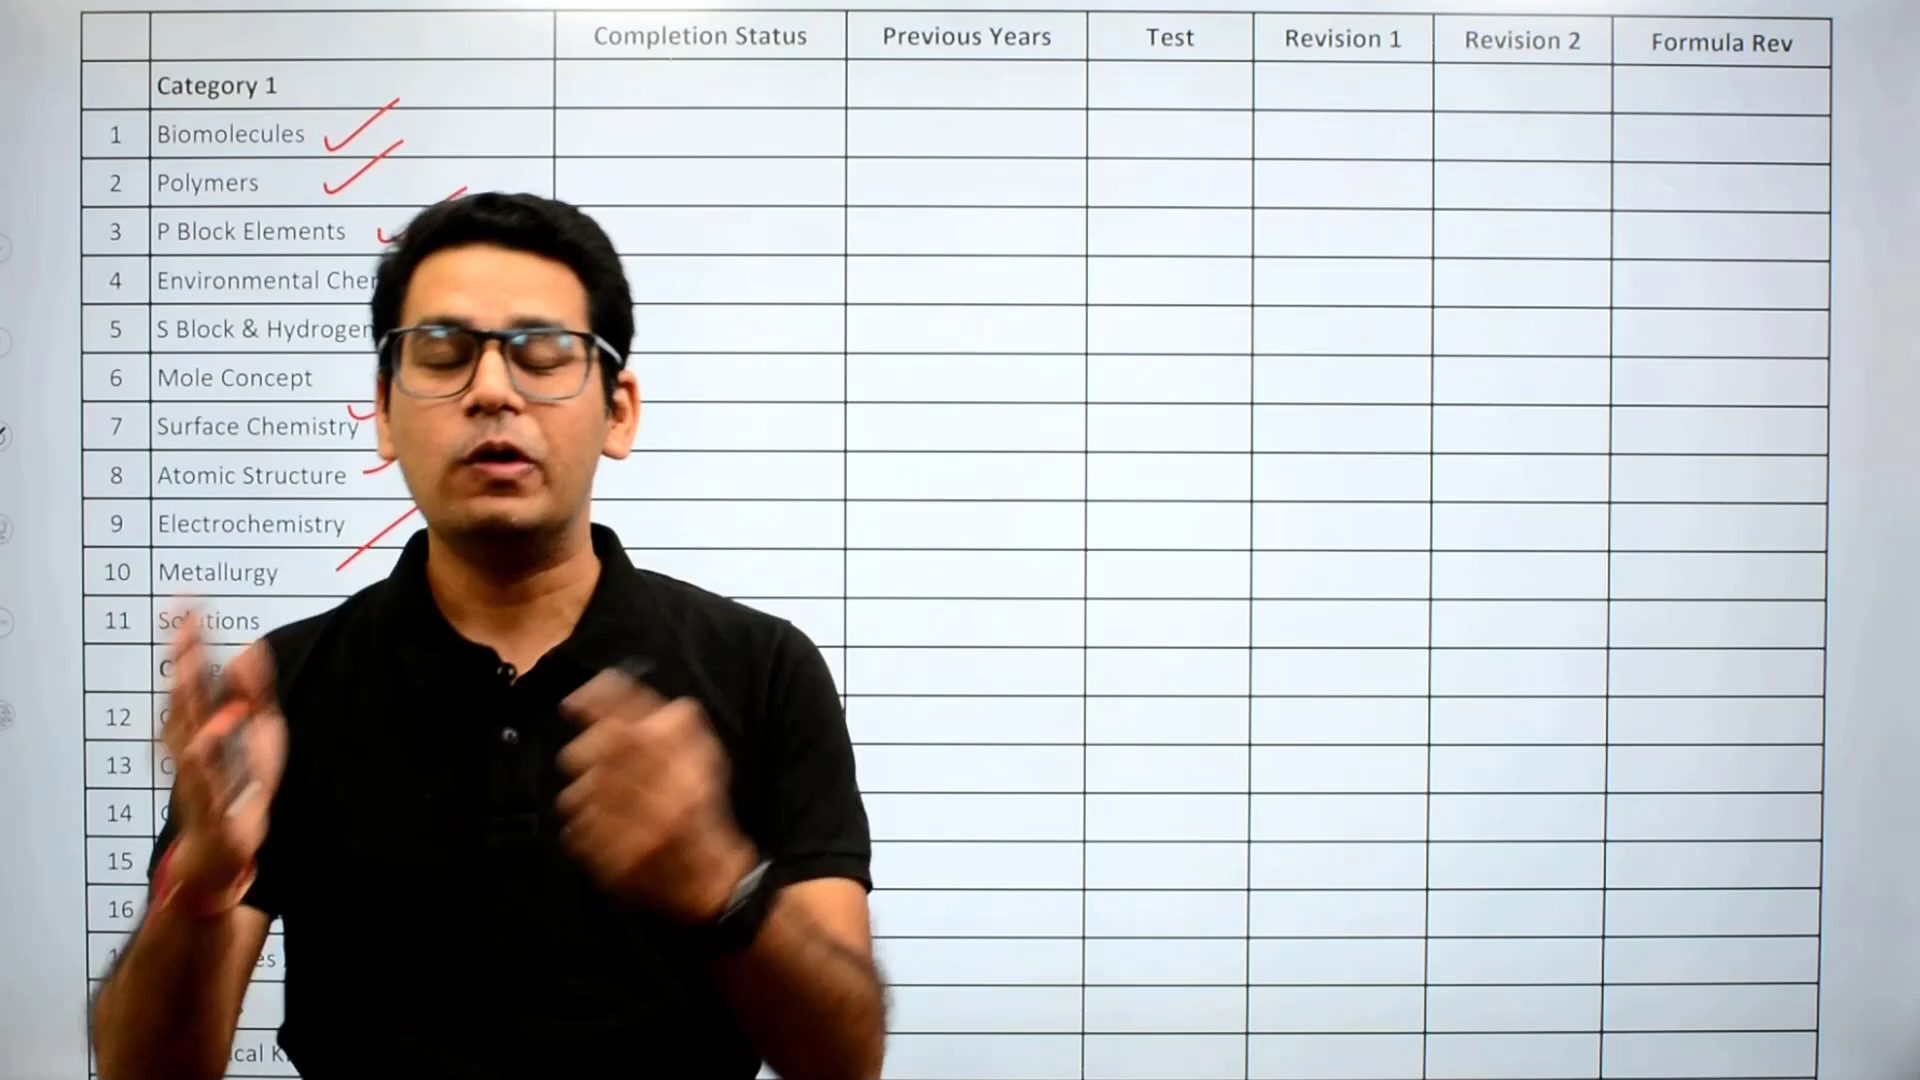 Completion Status Previous Years Test Revision 1 Revision 2 Formula Rev
Category 1
1 Biomolecules
2 Polymers
3 P Block Elements
4 Environmental
5 S Block & Hydrogen
6 Mole Concept
7 Surface Chemistry
8 Atomic Structure
9 Electrochemistry
10 Metallurgy
11 Solutions
12
13
14
15
16